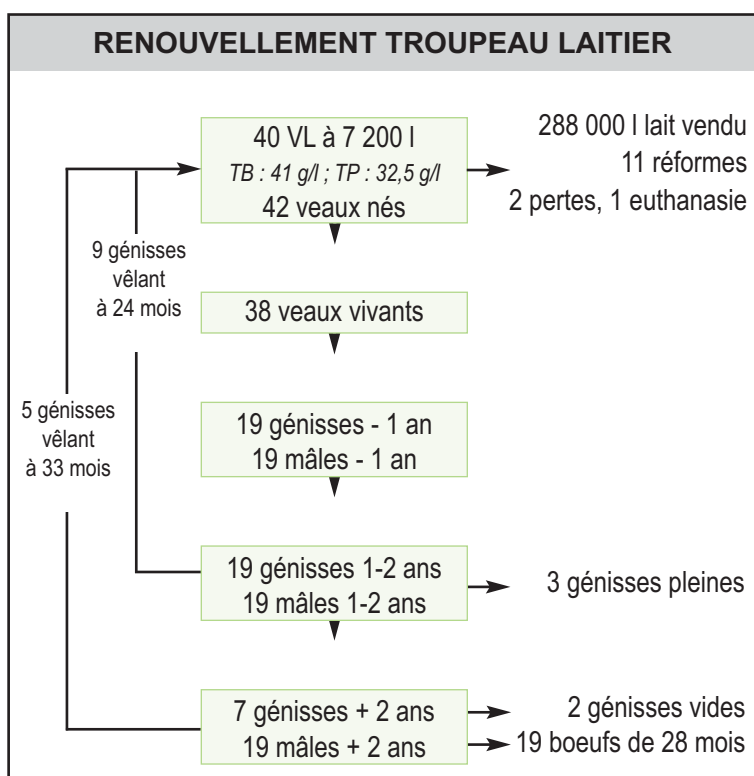 RENOUVELLEMENT TROUPEAU LAITIER
40 VL à 7 200 l
TB : 41 g/l ; TP : 32,5 g/l
42 veaux nés
288 000 l lait vendu
11 réformes
2 pertes, 1 euthanasie
9 génisses
vêlant
à 24 mois
38 veaux vivants
5 génisses
vêlant
à 33 mois
19 génisses - 1 an
19 mâles - 1 an
19 génisses 1-2 ans
19 mâles 1-2 ans
3 génisses pleines
7 génisses + 2 ans
19 mâles + 2 ans
2 génisses vides
19 boeufs de 28 mois